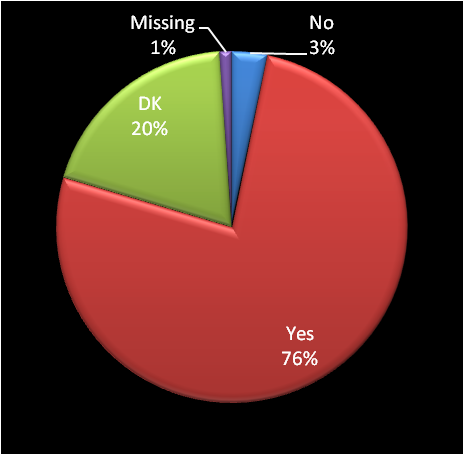 Missing
1%
No
3%
DK
20%
Yes
76%